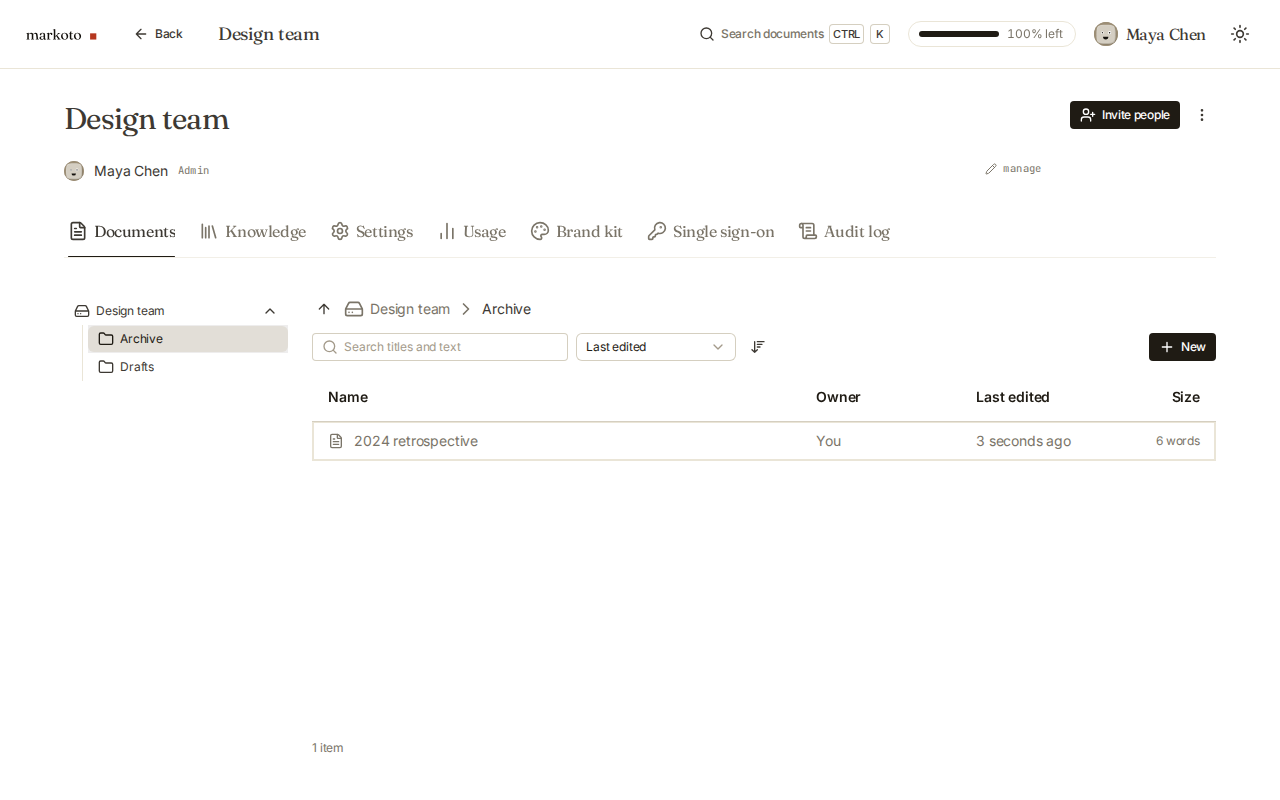 markoto
Back
Design team
Search documents CTRL K
100% left
Maya Chen
Design team
Invite people
Maya Chen Admin
manage
Documents
Knowledge
Settings
Usage
Brand kit
Single sign-on
Audit log
Design team
Archive
Drafts
Design team Archive
Search titles and text
Last edited
New
Name Owner Last edited Size
2024 retrospective You 3 seconds ago 6 words
1 item